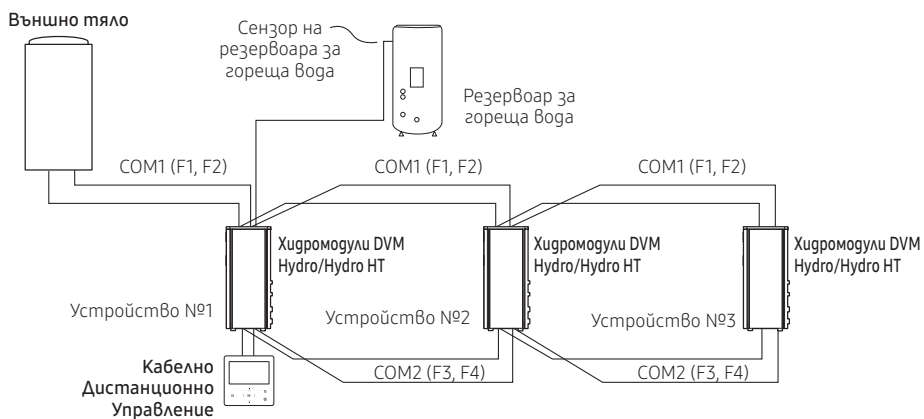 Външно тяло
Сензор на
резервоара за
гореща вода
Резервоар за
гореща вода
COM1 (F1, F2)
COM1 (F1, F2)
COM1 (F1, F2)
Хидромодули DVM
Hydro/Hydro HT
Хидромодули DVM
Hydro/Hydro HT
Хидромодули DVM
Hydro/Hydro HT
Устройство №1
Устройство №2
Устройство №3
COM2 (F3, F4)
COM2 (F3, F4)
Кабелно
Дистанционно
Управление